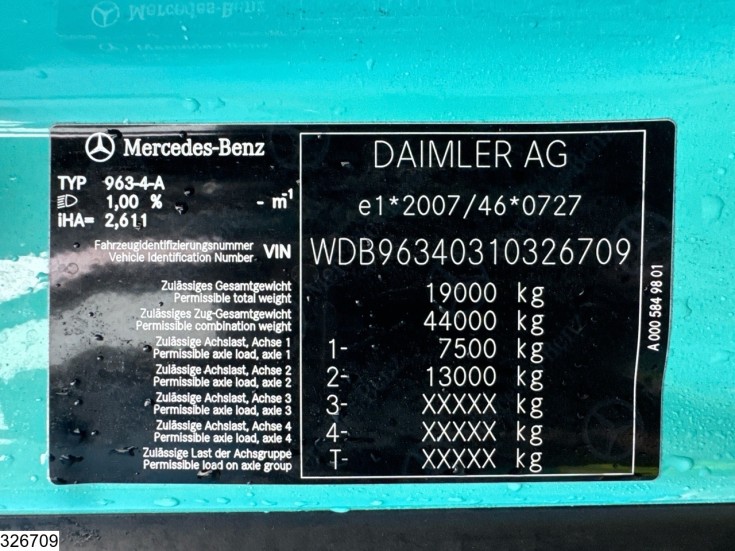 Mercedes-Benz
DAIMLER AG
TYP 963-4-A
1,00 % - m⁻¹
iHA= 2,611
e1*2007/46*0727
Fahrzeugidentifizierungsnummer
Vehicle Identification Number
VIN WDB96340310326709
Zulässiges Gesamtgewicht
Permissible total weight
19000 kg
Zulässiges Zug-Gesamtgewicht
Permissible combination weight
44000 kg
Zulässige Achslast, Achse 1
Permissible axle load, axle 1
1- 7500 kg
Zulässige Achslast, Achse 2
Permissible axle load, axle 2
2- 13000 kg
Zulässige Achslast, Achse 3
Permissible axle load, axle 3
3- XXXXX kg
Zulässige Achslast, Achse 4
Permissible axle load, axle 4
4- XXXXX kg
Zulässige Last der Achsgruppe
Permissible load on axle group
T- XXXXX kg
A 000 584 98 01
326709